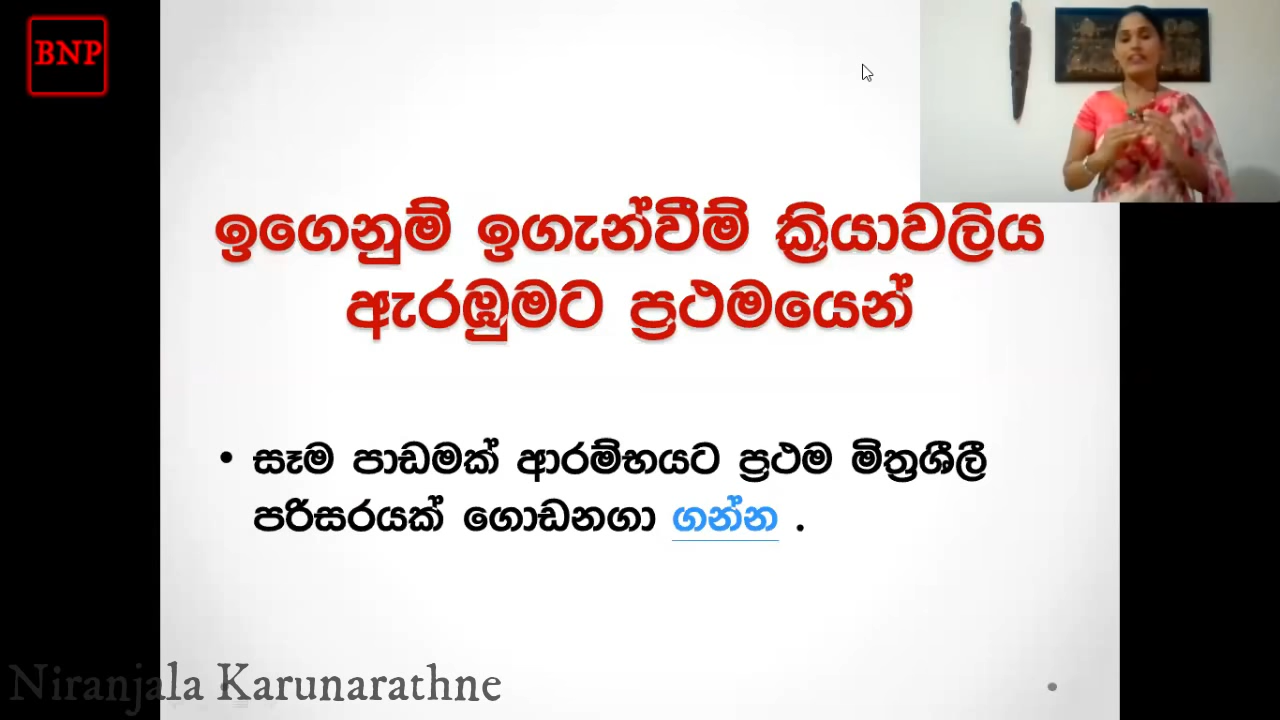 BNP
ඉගෙනුම් ඉගැන්වීම් ක්‍රියාවලිය
ඇරඹුමට ප්‍රථමයෙන්
• සෑම පාඩමක් ආරම්භයට ප්‍රථම මිත්‍රශීලී
පරිසරයක් ගොඩනගා ගන්න .
Niranjala Karunarathne